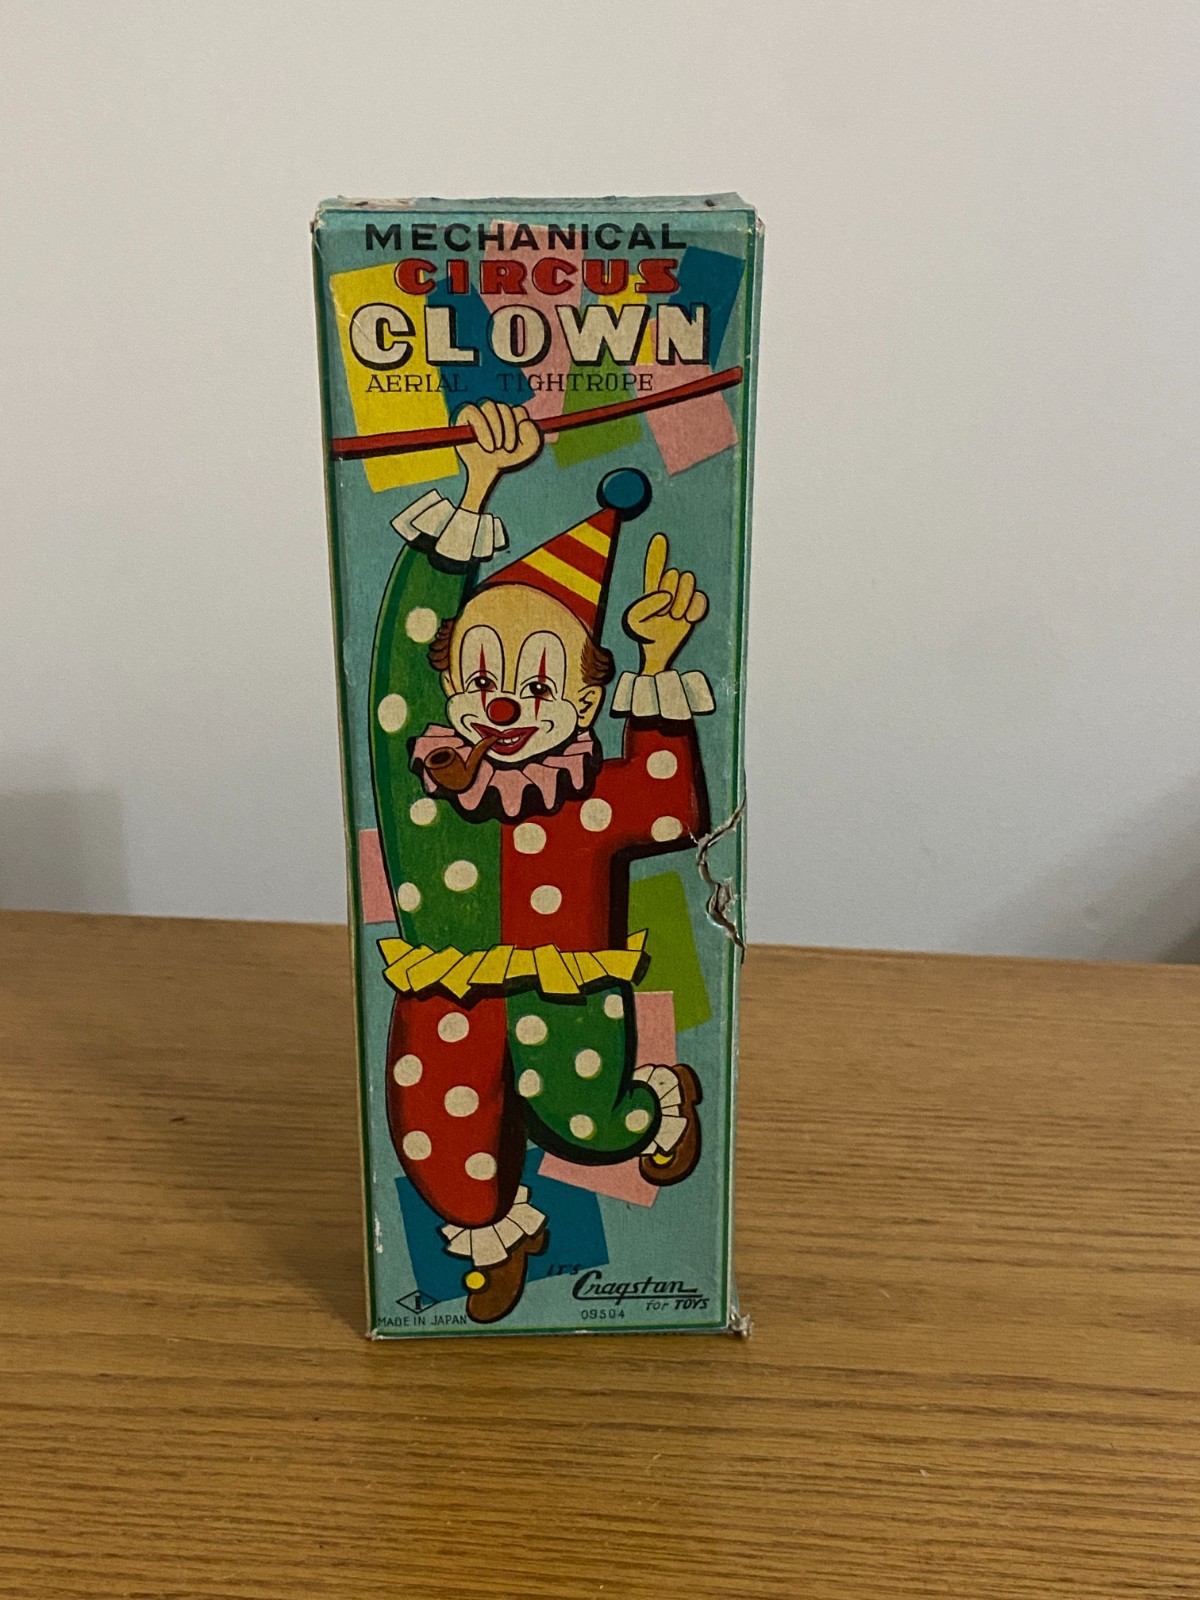 MECHANICAL
CIRCUS
CLOWN
AERIAL TIGHTROPE
IT'S
Cragstan
for TOYS
I
MADE IN JAPAN
09504